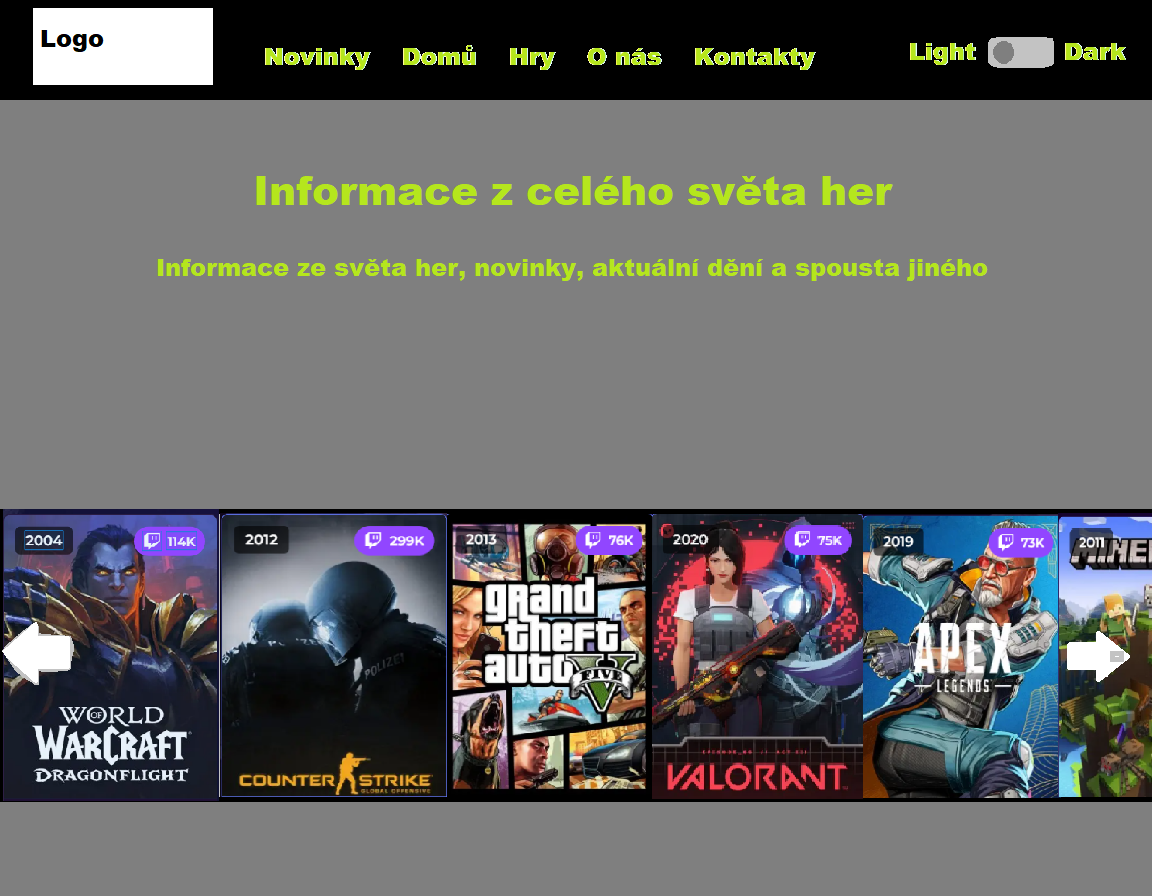 Logo
Novinky Domů Hry O nás Kontakty
Light Dark
Informace z celého světa her
Informace ze světa her, novinky, aktuální dění a spousta jiného
2004 114K
2012 299K
2013 76K
2020 75K
2019 73K
2011
POLIZEI
WORLD OF WARCRAFT
DRAGONFLIGHT
COUNTER STRIKE
GLOBAL OFFENSIVE
grand
theft
auto
FIVE
VALORANT
APEX
LEGENDS